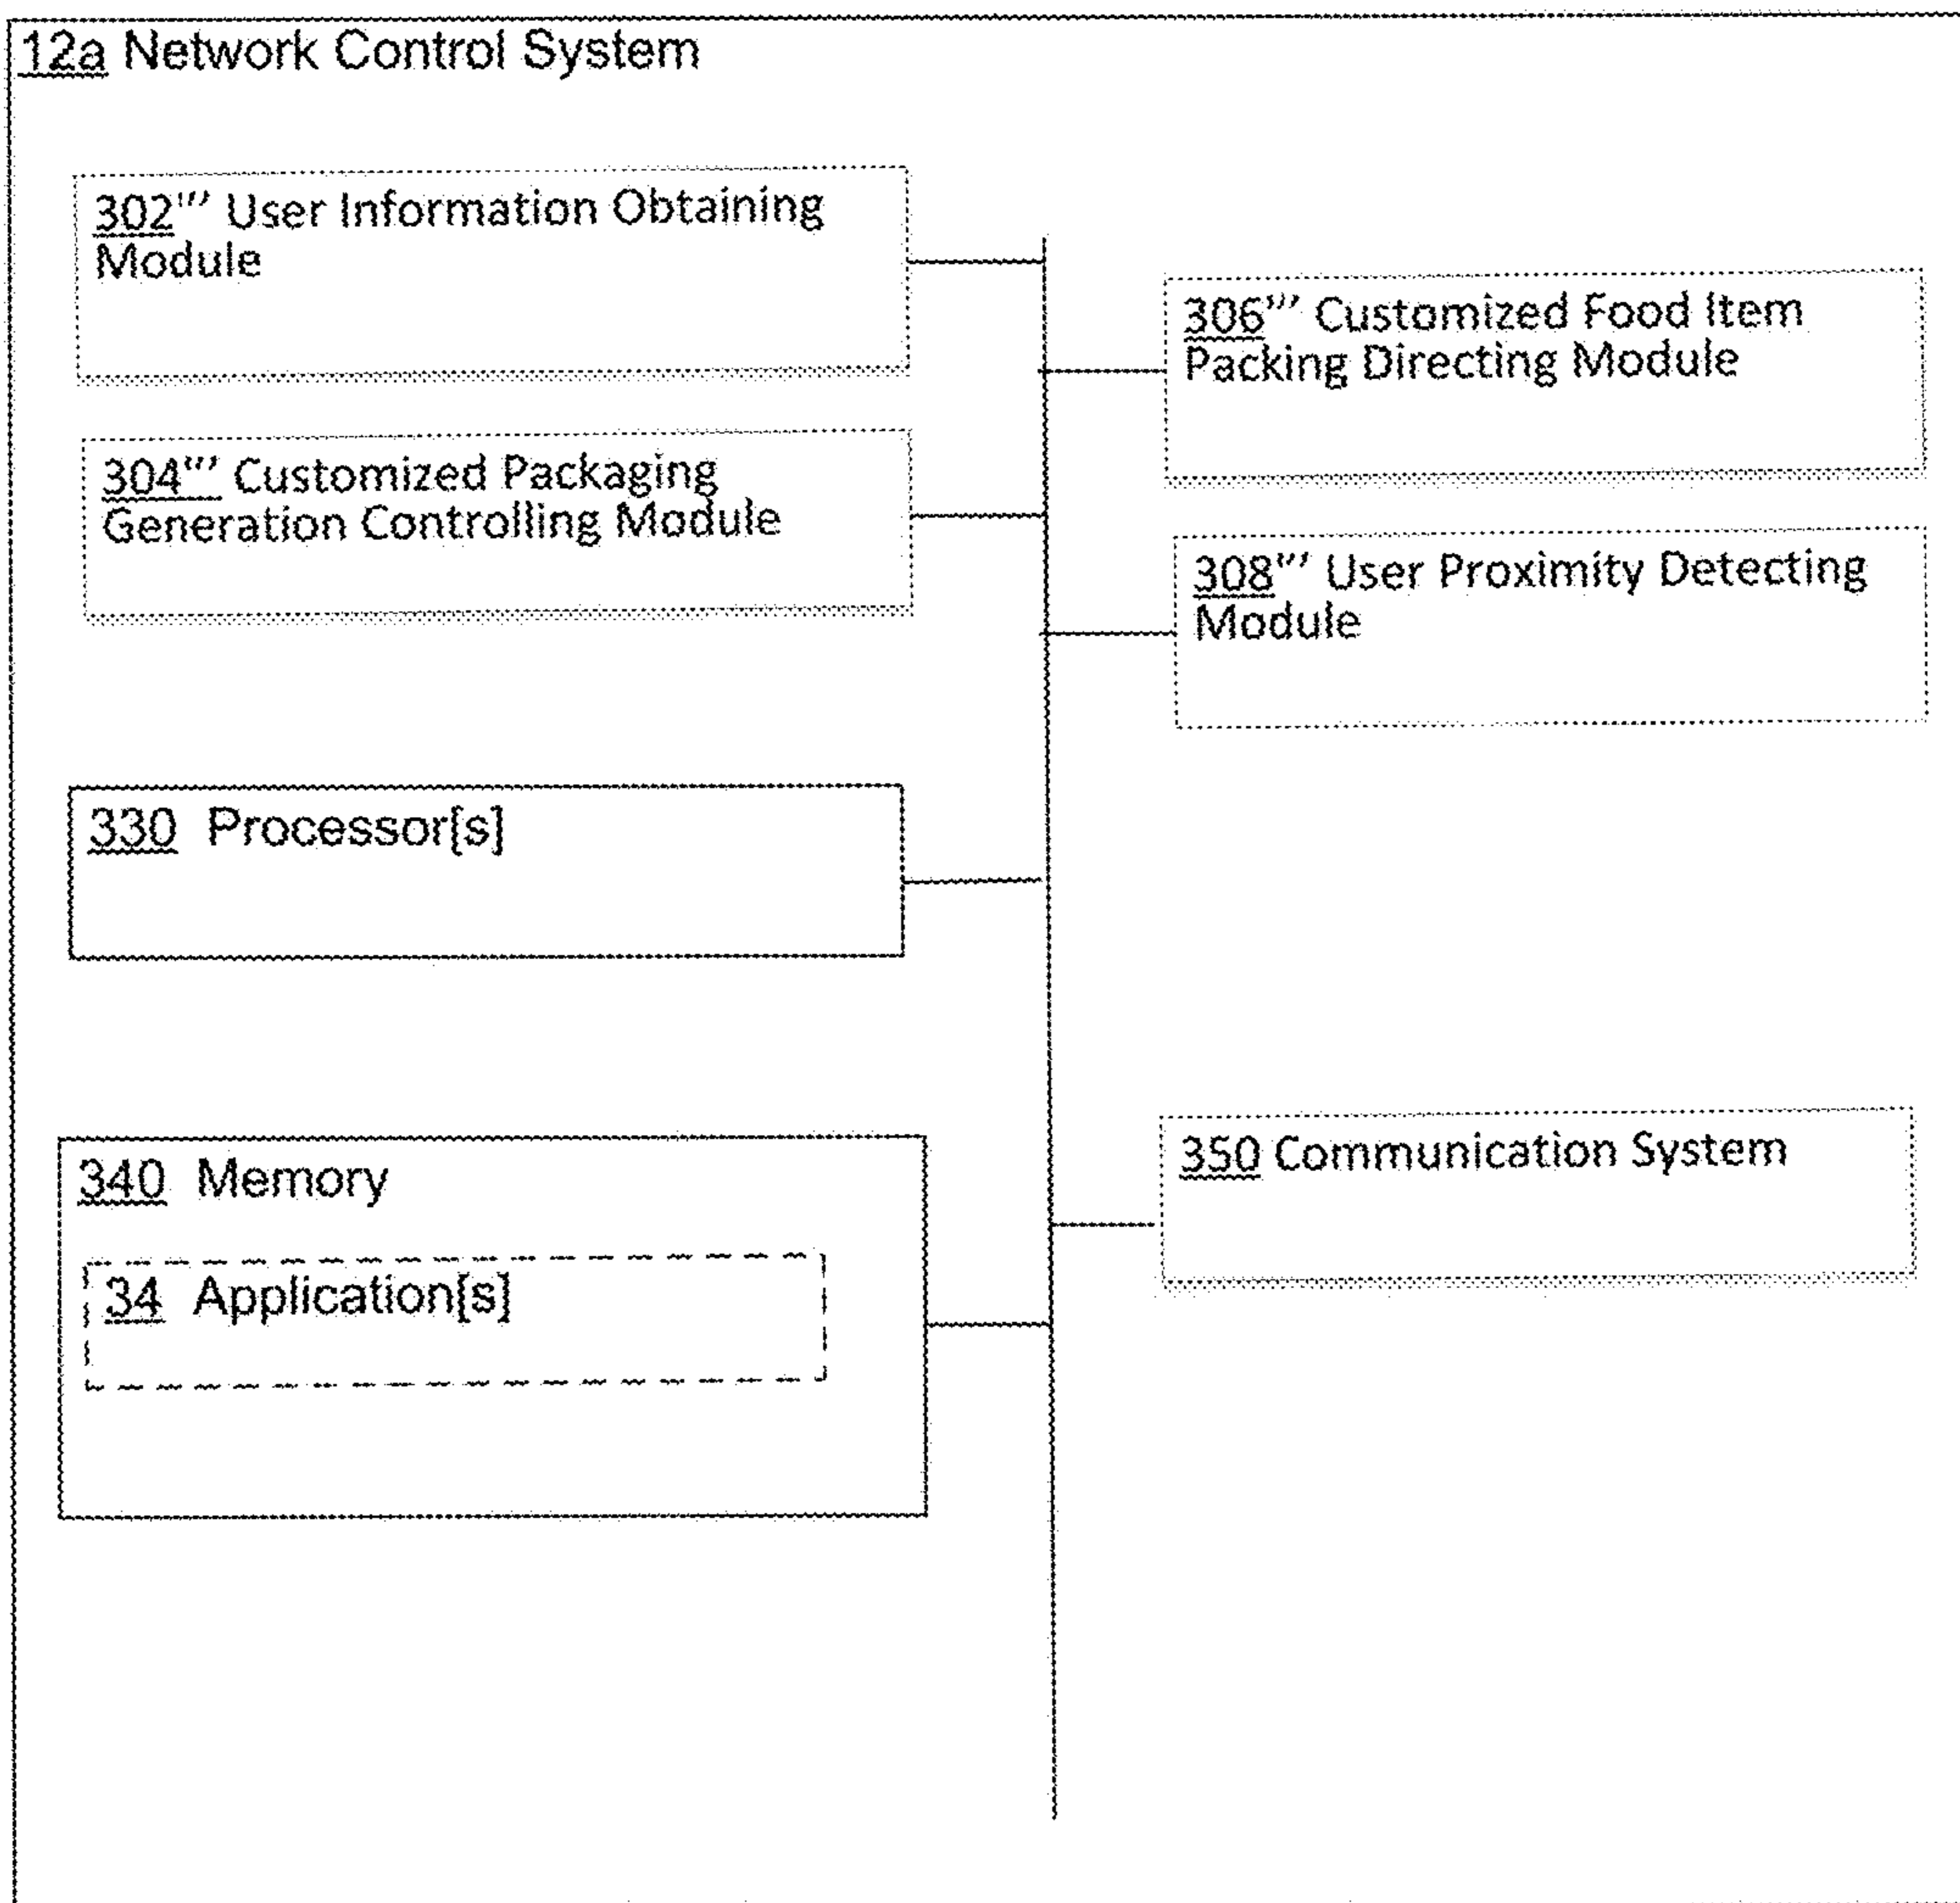 12a Network Control System
302''' User Information Obtaining
Module
306''' Customized Food Item
Packing Directing Module
304''' Customized Packaging
Generation Controlling Module
308''' User Proximity Detecting
Module
330 Processor[s]
340 Memory
34 Application[s]
350 Communication System